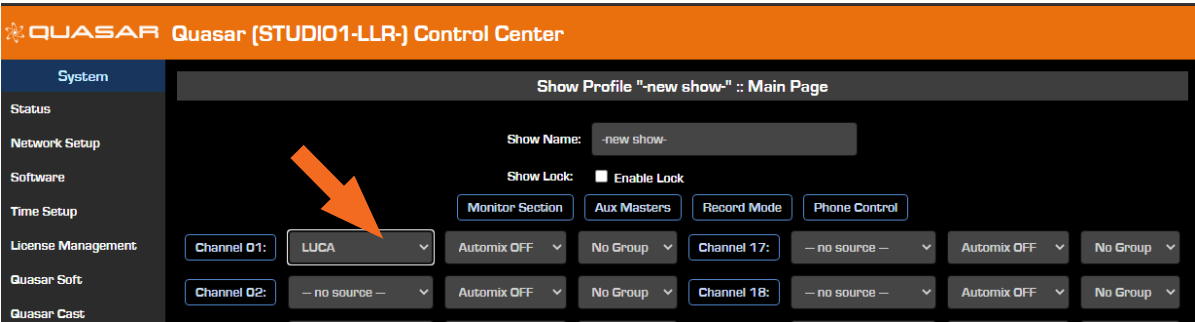 QUASAR Quasar (STUDIO1-LLR-) Control Center
System
Status
Network Setup
Software
Time Setup
License Management
Quasar Soft
Quasar Cast
Show Profile "-new show-" :: Main Page
Show Name: -new show-
Show Lock: Enable Lock
Monitor Section Aux Masters Record Mode Phone Control
Channel 01: LUCA Automix OFF No Group Channel 17: -- no source -- Automix OFF No Group
Channel 02: -- no source -- Automix OFF No Group Channel 18: -- no source -- Automix OFF No Group